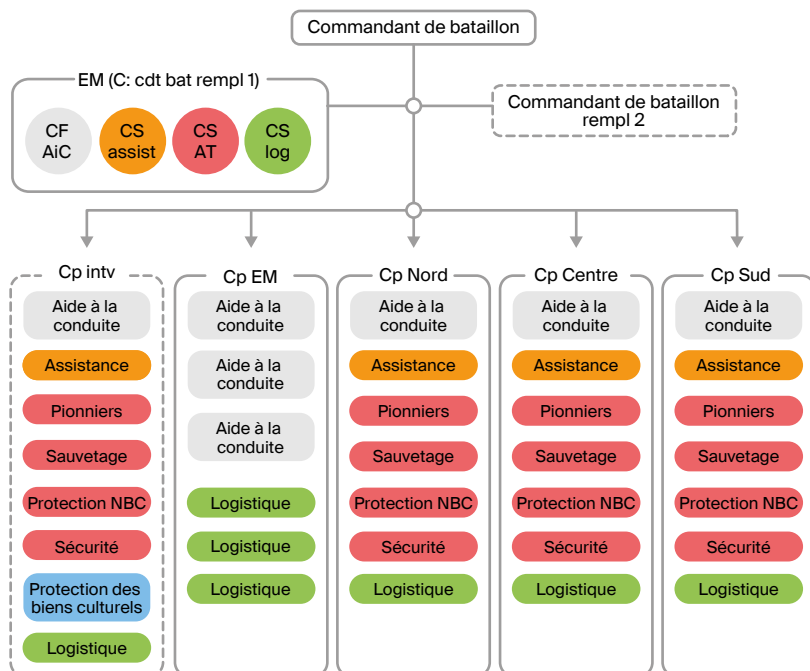 Commandant de bataillon
EM (C: cdt bat rempl 1)
CF
AiC
CS
assist
CS
AT
CS
log
Commandant de bataillon
rempl 2
Cp intv
Aide à la
conduite
Assistance
Pionniers
Sauvetage
Protection NBC
Sécurité
Protection des
biens culturels
Logistique
Cp EM
Aide à la
conduite
Aide à la
conduite
Aide à la
conduite
Logistique
Logistique
Logistique
Cp Nord
Aide à la
conduite
Assistance
Pionniers
Sauvetage
Protection NBC
Sécurité
Logistique
Cp Centre
Aide à la
conduite
Assistance
Pionniers
Sauvetage
Protection NBC
Sécurité
Logistique
Cp Sud
Aide à la
conduite
Assistance
Pionniers
Sauvetage
Protection NBC
Sécurité
Logistique